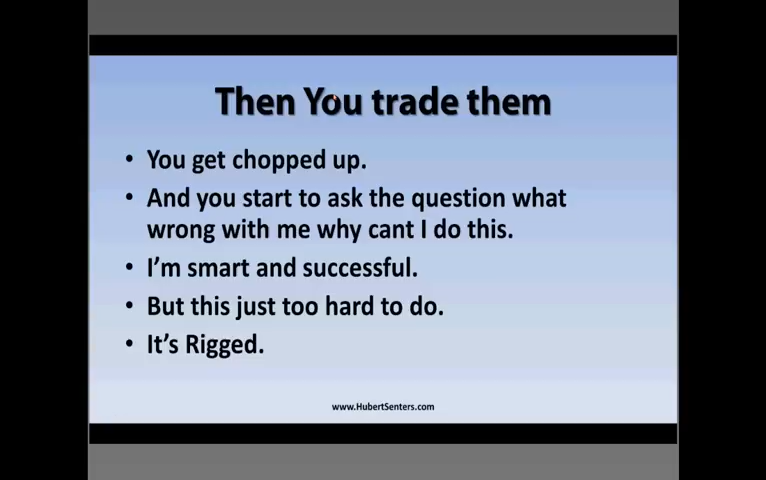 Then You trade them
• You get chopped up.
• And you start to ask the question what
wrong with me why cant I do this.
• I'm smart and successful.
• But this just too hard to do.
• It's Rigged.
www.HubertSenters.com